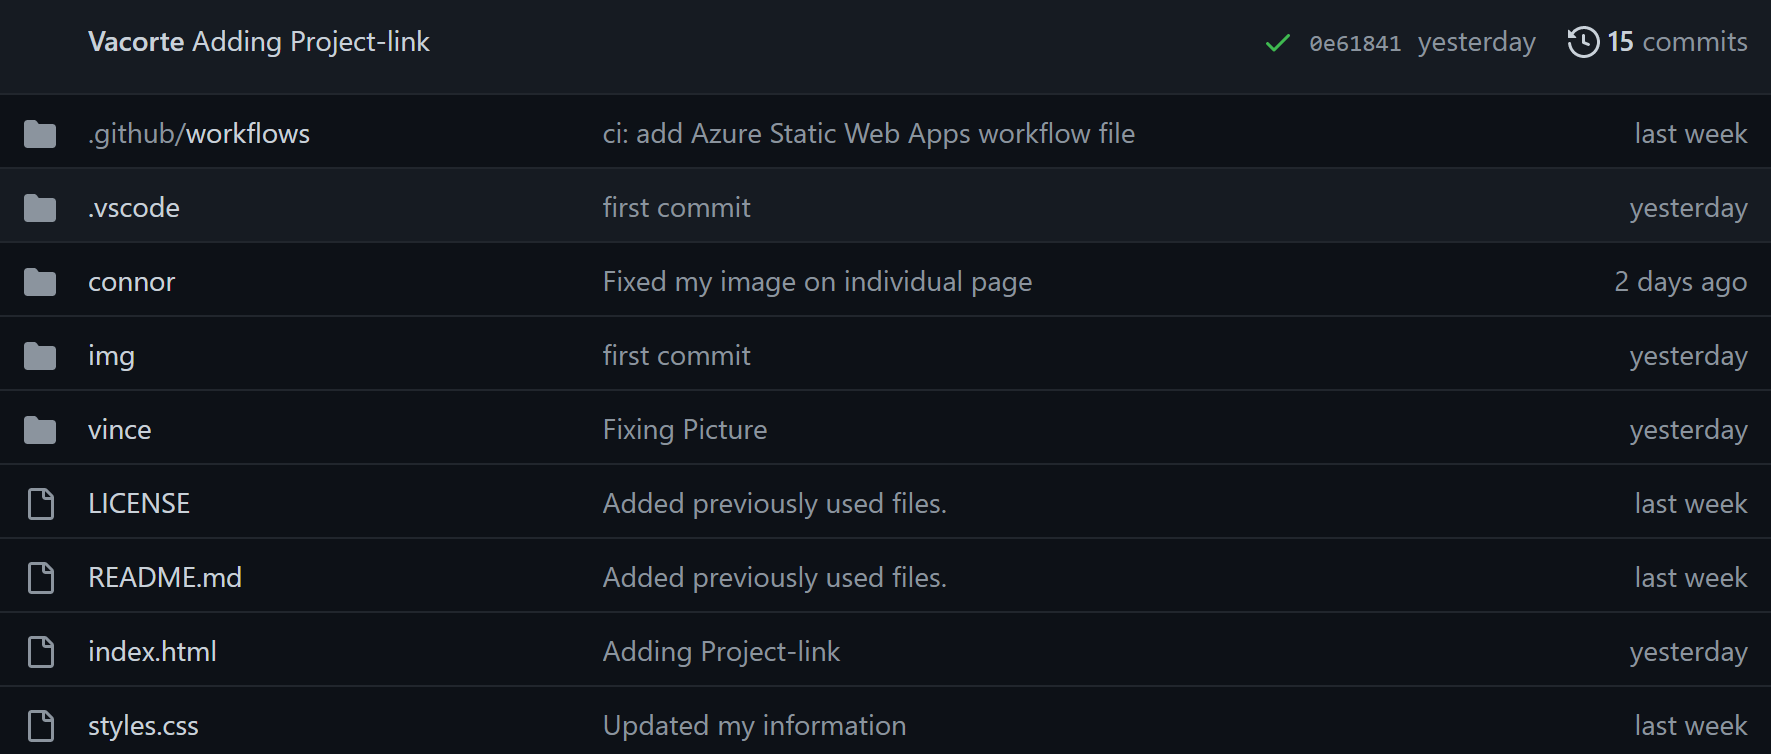 Vacorte Adding Project-link 0e61841 yesterday 15 commits
.github/workflows ci: add Azure Static Web Apps workflow file last week
.vscode first commit yesterday
connor Fixed my image on individual page 2 days ago
img first commit yesterday
vince Fixing Picture yesterday
LICENSE Added previously used files. last week
README.md Added previously used files. last week
index.html Adding Project-link yesterday
styles.css Updated my information last week